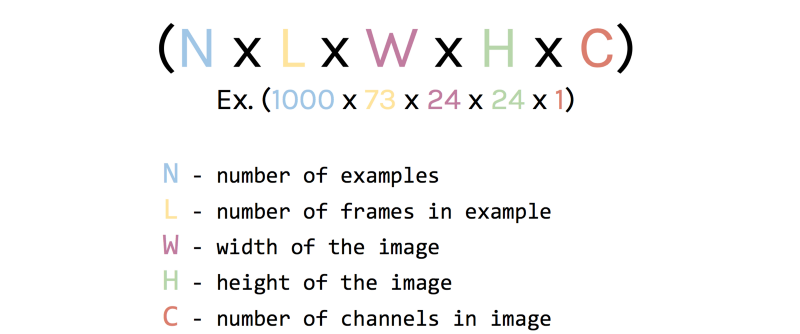 (N x L x W x H x C)
Ex. (1000 x 73 x 24 x 24 x 1)
N - number of examples
L - number of frames in example
W - width of the image
H - height of the image
C - number of channels in image